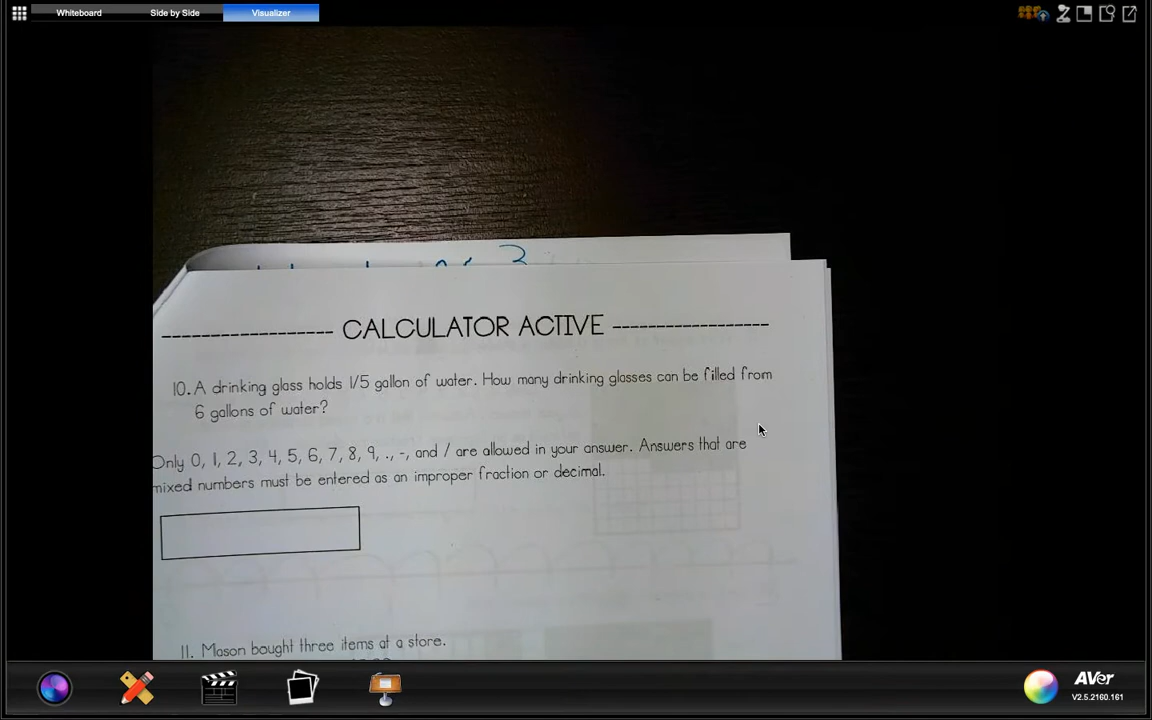 Whiteboard Side by Side Visualizer
------------------ CALCULATOR ACTIVE -----------------
10. A drinking glass holds 1/5 gallon of water. How many drinking glasses can be filled from
6 gallons of water?
Only 0, 1, 2, 3, 4, 5, 6, 7, 8, 9, ., -, and / are allowed in your answer. Answers that are
mixed numbers must be entered as an improper fraction or decimal.
11. Mason bought three items at a store.
AVer
V2.5.2160.161